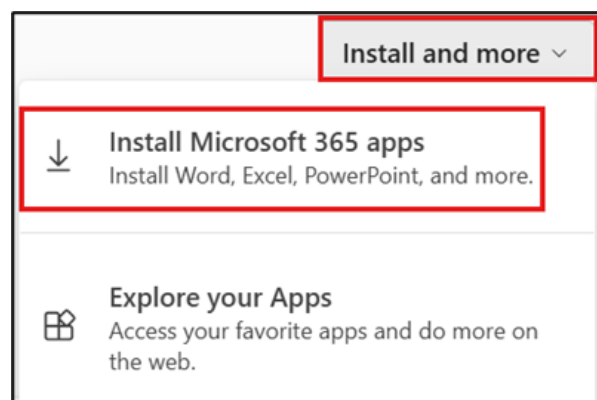 Install and more
Install Microsoft 365 apps
Install Word, Excel, PowerPoint, and more.
Explore your Apps
Access your favorite apps and do more on
the web.